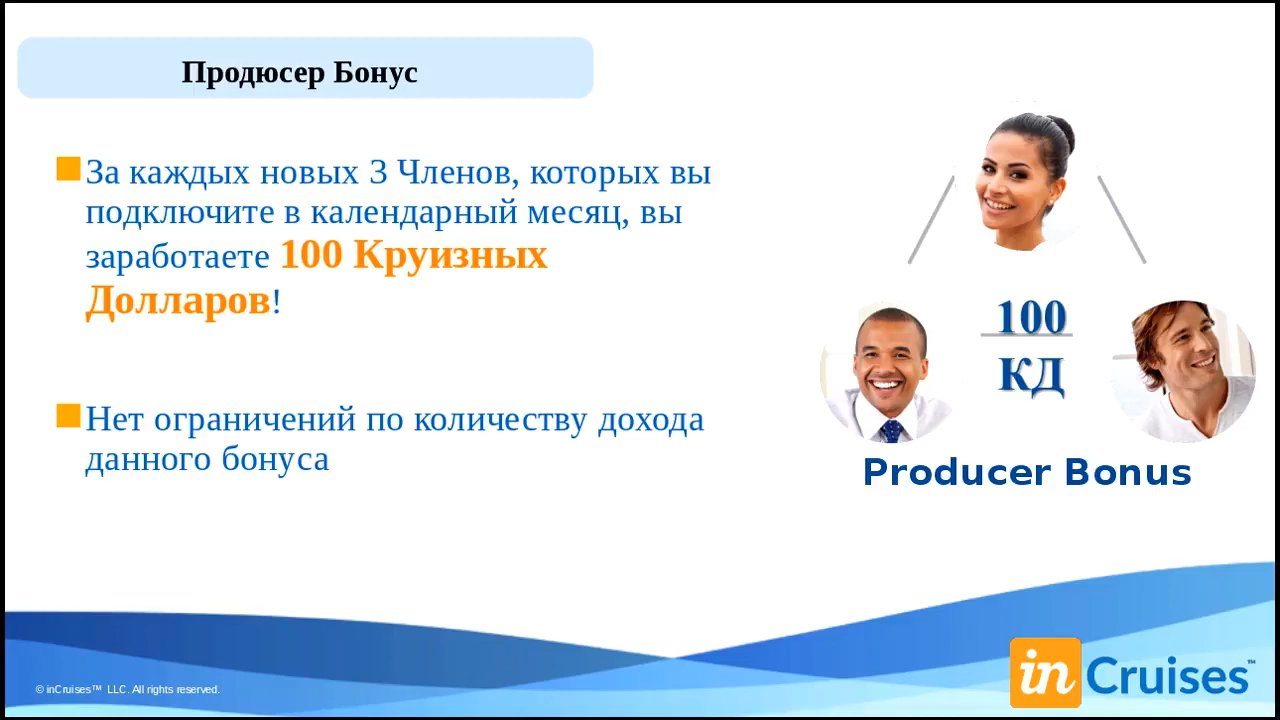 Продюсер Бонус
За каждых новых 3 Членов, которых вы
подключите в календарный месяц, вы
заработаете 100 Круизных
Долларов!
Нет ограничений по количеству дохода
данного бонуса
100
КД
Producer Bonus
© inCruises™ LLC. All rights reserved.
inCruises™